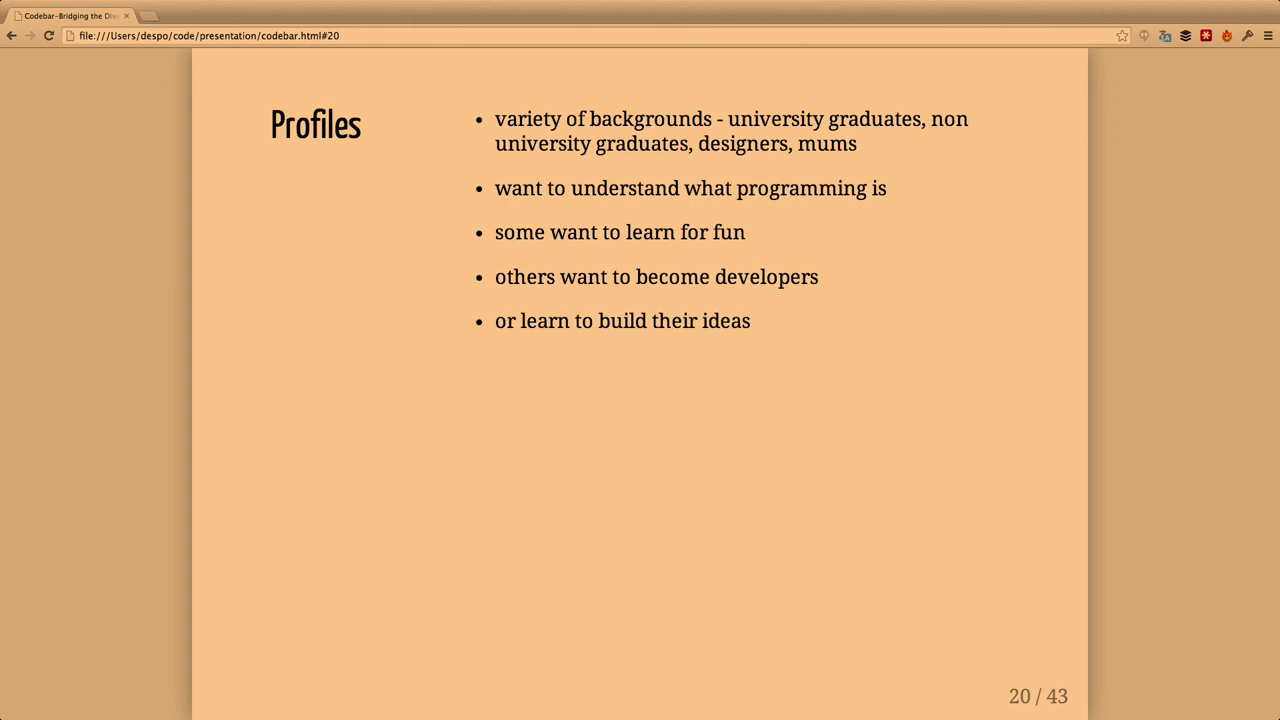 Codebar-Bridging the Div
file:///Users/despo/code/presentation/codebar.html#20
Profiles
• variety of backgrounds - university graduates, non
university graduates, designers, mums
• want to understand what programming is
• some want to learn for fun
• others want to become developers
• or learn to build their ideas
20 / 43